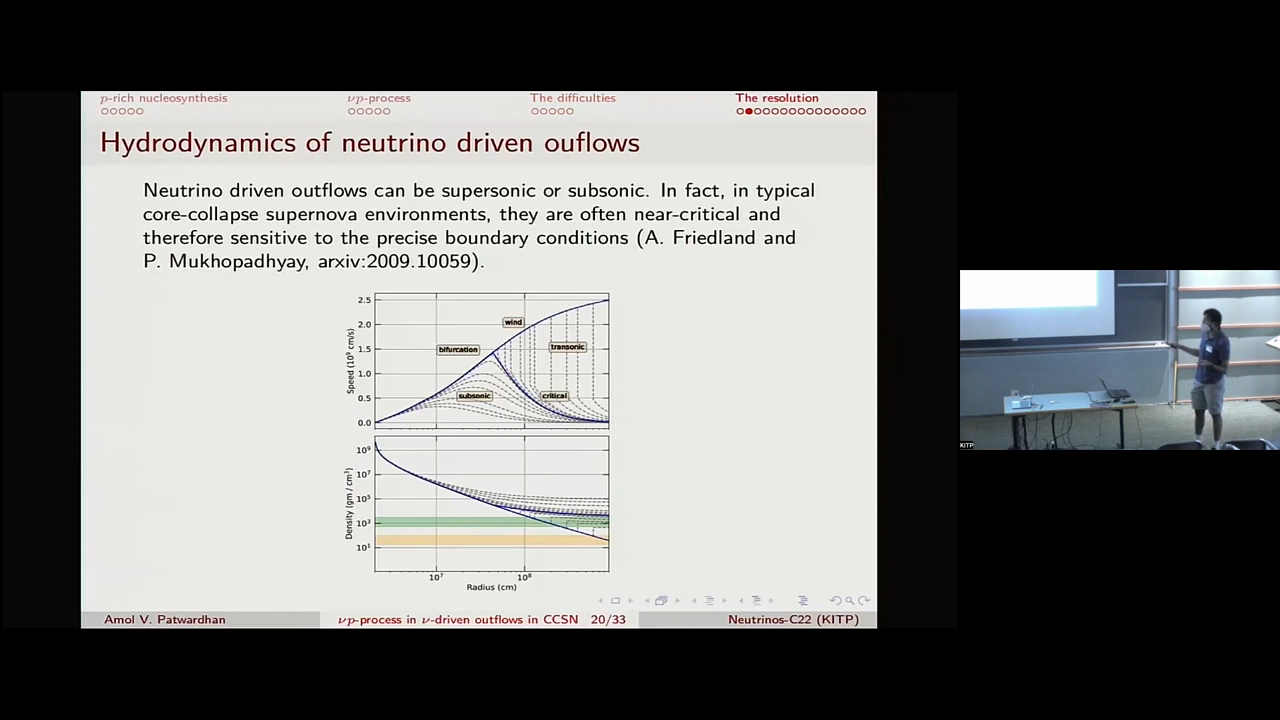 p-rich nucleosynthesis νp-process The difficulties The resolution
Hydrodynamics of neutrino driven ouflows
Neutrino driven outflows can be supersonic or subsonic. In fact, in typical
core-collapse supernova environments, they are often near-critical and
therefore sensitive to the precise boundary conditions (A. Friedland and
P. Mukhopadhyay, arxiv:2009.10059).
2.5
2.0
1.5
1.0
0.5
0.0
Speed (10⁹ cm/s)
wind
bifurcation
transonic
subsonic
critical
10⁹
10⁷
10⁵
10³
10¹
Density (gm / cm³)
10⁷ 10⁸
Radius (cm)
Amol V. Patwardhan νp-process in ν-driven outflows in CCSN 20/33 Neutrinos-C22 (KITP)
KITP